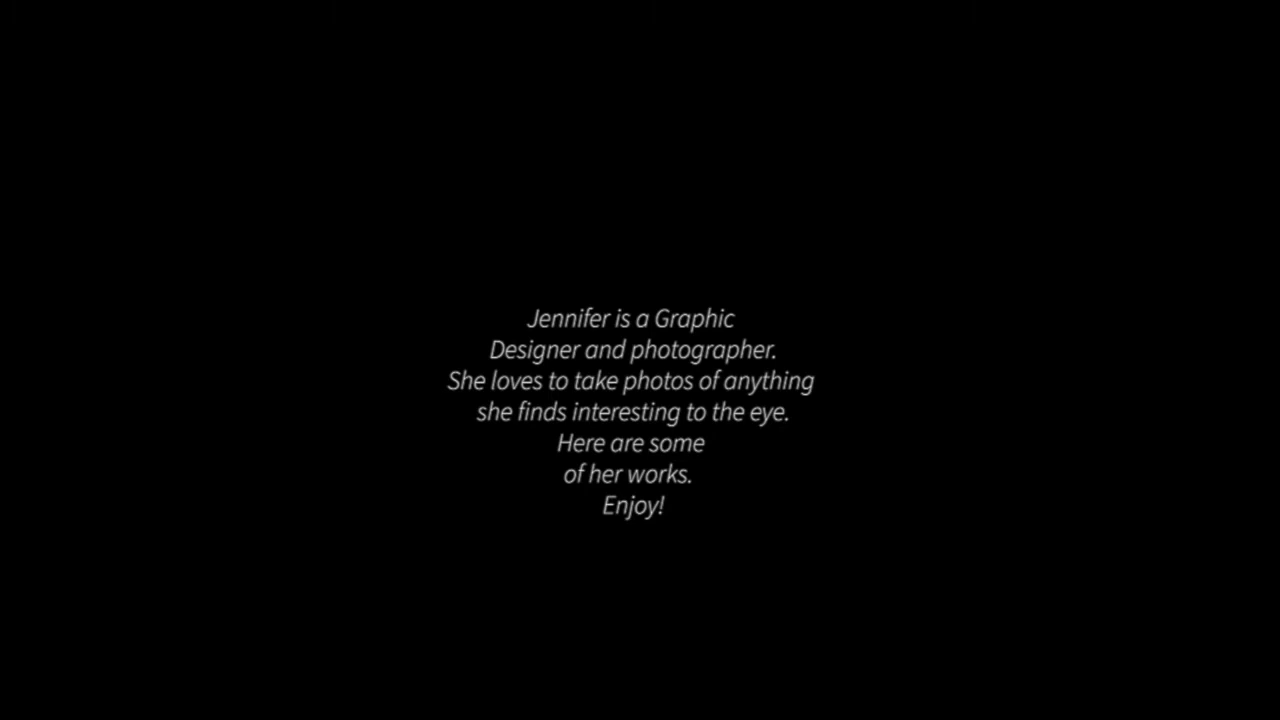 Jennifer is a Graphic
Designer and photographer.
She loves to take photos of anything
she finds interesting to the eye.
Here are some
of her works.
Enjoy!